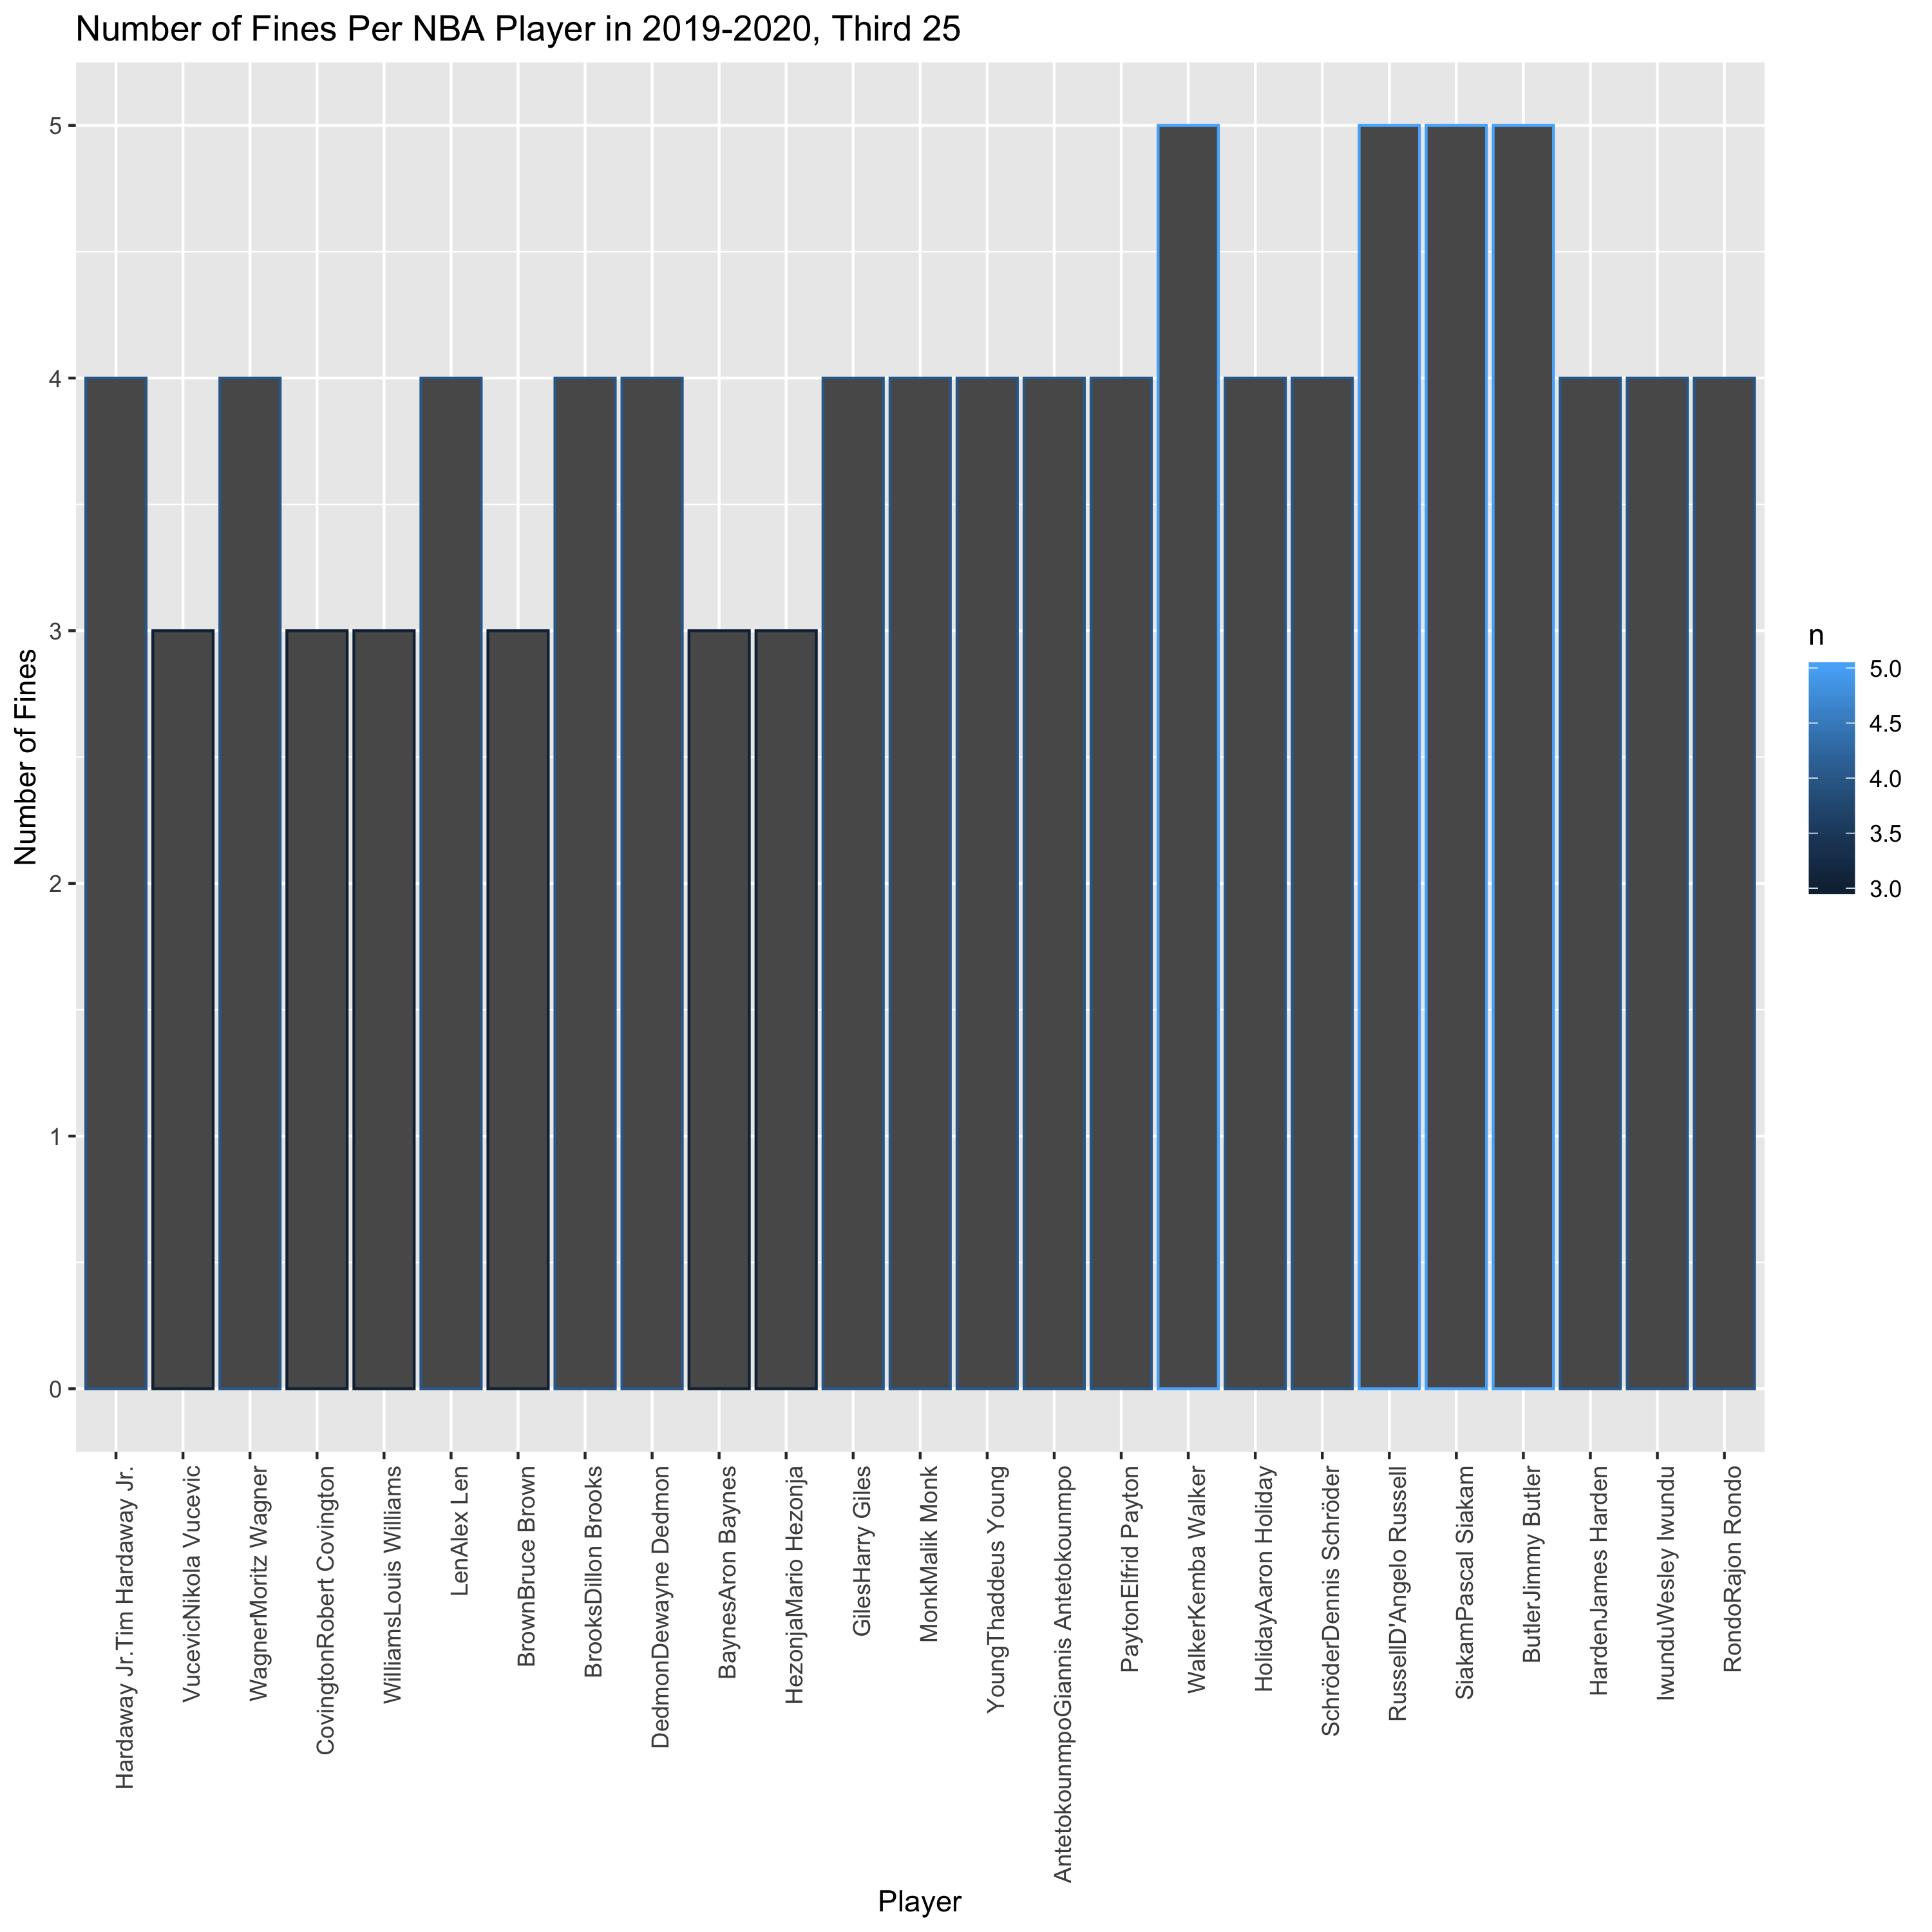 Number of Fines Per NBA Player in 2019-2020, Third 25
Number of Fines
5
4
3
2
1
0
Hardaway Jr.Tim Hardaway Jr.
VucevicNikola Vucevic
WagnerMoritz Wagner
CovingtonRobert Covington
WilliamsLouis Williams
LenAlex Len
BrownBruce Brown
BrooksDillon Brooks
DedmonDewayne Dedmon
BaynesAron Baynes
HezonjaMario Hezonja
GilesHarry Giles
MonkMalik Monk
YoungThaddeus Young
AntetokounmpoGiannis Antetokounmpo
PaytonElfrid Payton
WalkerKemba Walker
HolidayAaron Holiday
SchröderDennis Schröder
RussellD'Angelo Russell
SiakamPascal Siakam
ButlerJimmy Butler
HardenJames Harden
IwunduWesley Iwundu
RondoRajon Rondo
Player
n
5.0
4.5
4.0
3.5
3.0